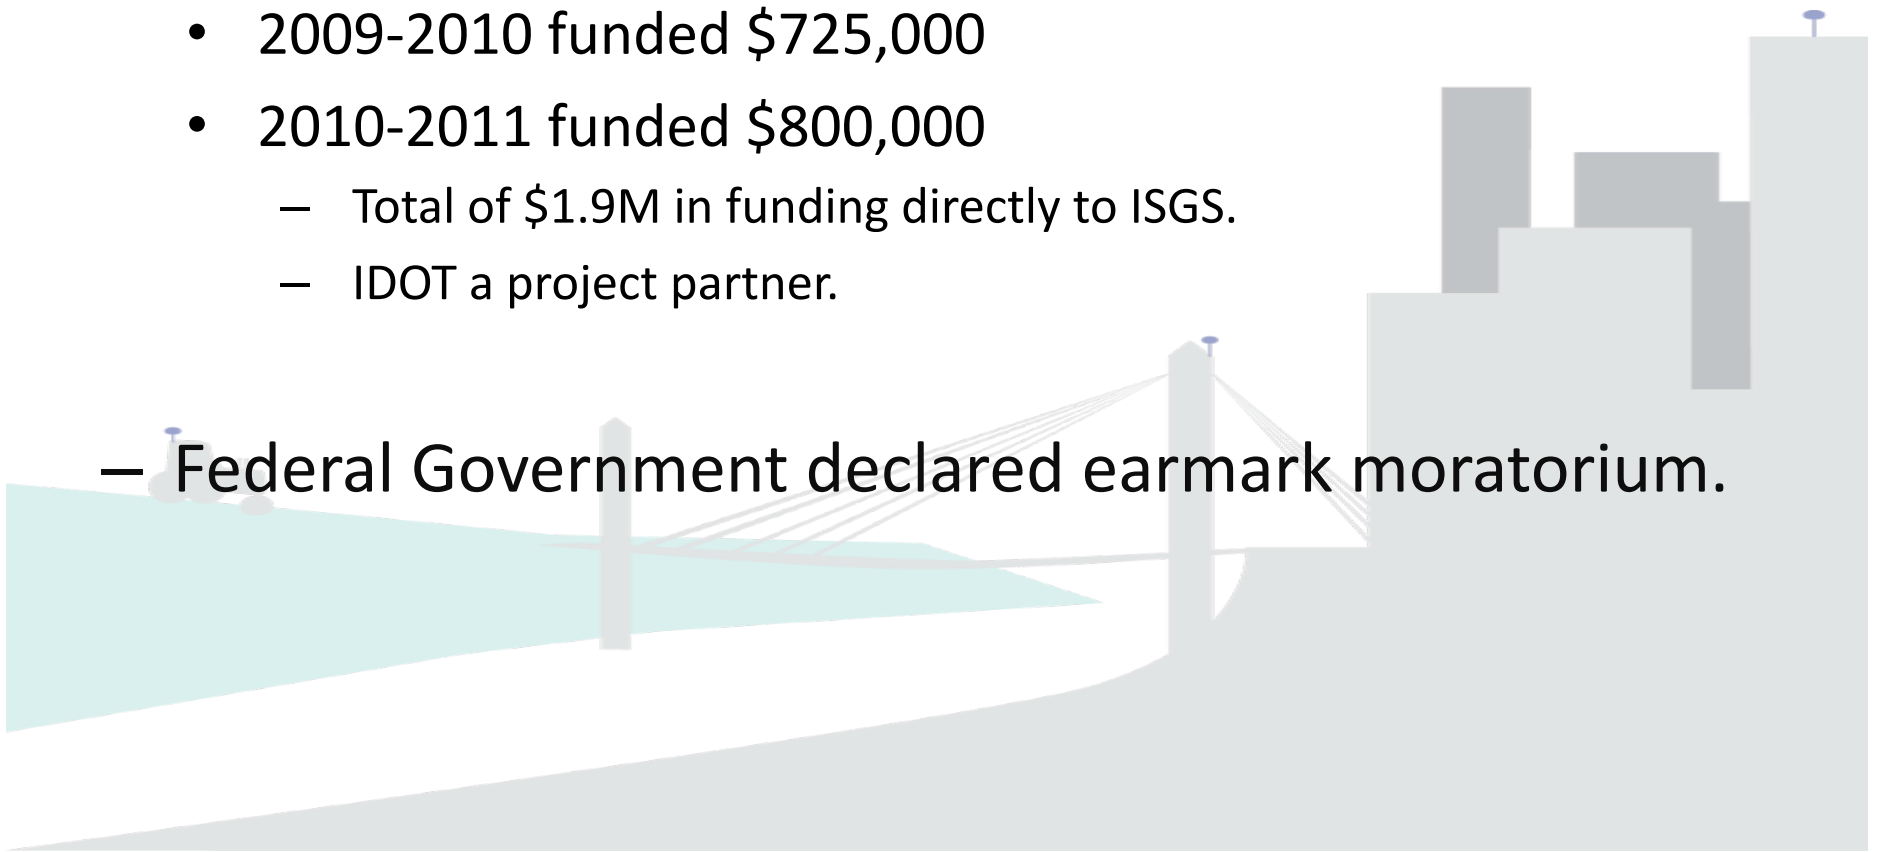 • 2009-2010 funded $725,000
• 2010-2011 funded $800,000
– Total of $1.9M in funding directly to ISGS.
– IDOT a project partner.
– Federal Government declared earmark moratorium.